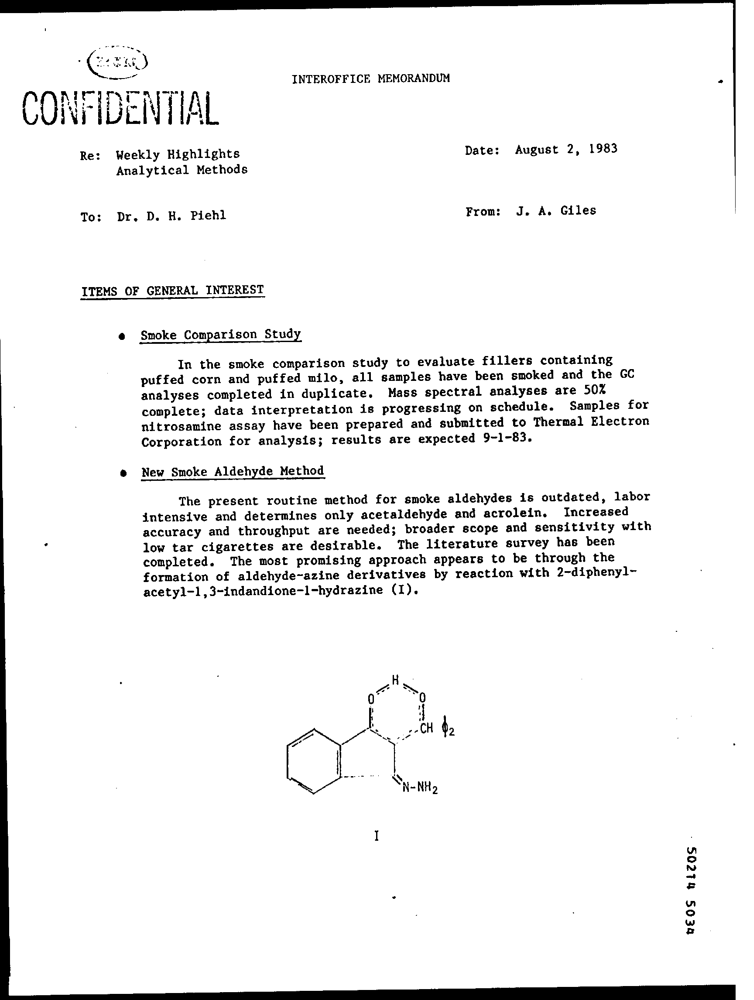 INTEROFFICE MEMORANDUM
CONFIDENTIAL
Re: Weekly Highlights
Analytical Methods
Date: August 2, 1983
To: Dr. D. H. Piehl
From: J. A. Giles
ITEMS OF GENERAL INTEREST
• Smoke Comparison Study
In the smoke comparison study to evaluate fillers containing
puffed corn and puffed milo, all samples have been smoked and the GC
analyses completed in duplicate. Mass spectral analyses are 50%
complete; data interpretation is progressing on schedule. Samples for
nitrosamine assay have been prepared and submitted to Thermal Electron
Corporation for analysis; results are expected 9-1-83.
• New Smoke Aldehyde Method
The present routine method for smoke aldehydes is outdated, labor
intensive and determines only acetaldehyde and acrolein. Increased
accuracy and throughput are needed; broader scope and sensitivity with
low tar cigarettes are desirable. The literature survey has been
completed. The most promising approach appears to be through the
formation of aldehyde-azine derivatives by reaction with 2-diphenyl-
acetyl-1,3-indandione-1-hydrazine (I).
H
O O
CH ϕ2
N-NH2
I
50214 5034